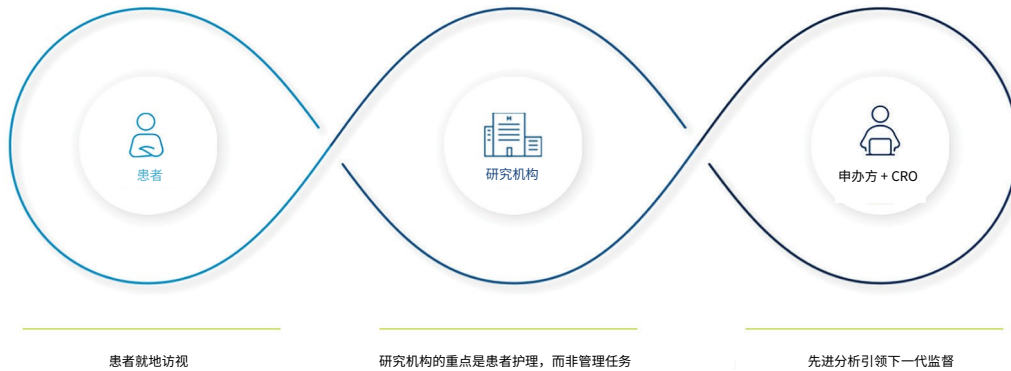 患者
研究机构
申办方 + CRO
患者就地访视
研究机构的重点是患者护理，而非管理任务
先进分析引领下一代监督